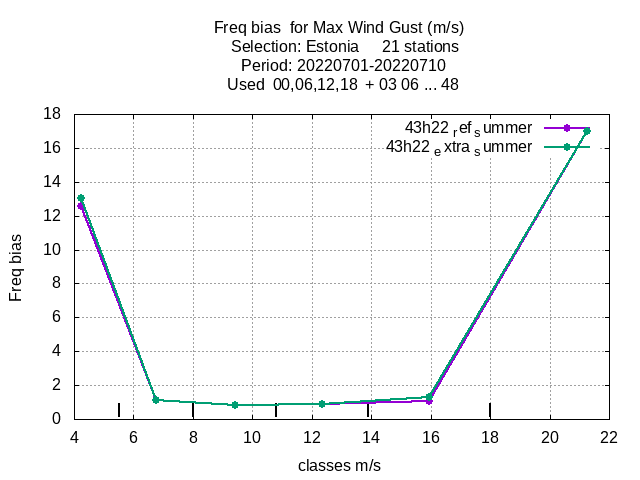 Freq bias for Max Wind Gust (m/s)
Selection: Estonia 21 stations
Period: 20220701-20220710
Used 00,06,12,18 + 03 06 ... 48
43h22 ref summer
43h22 extra summer
18
16
14
12
10
8
6
4
2
0
Freq bias
4 6 8 10 12 14 16 18 20 22
classes m/s